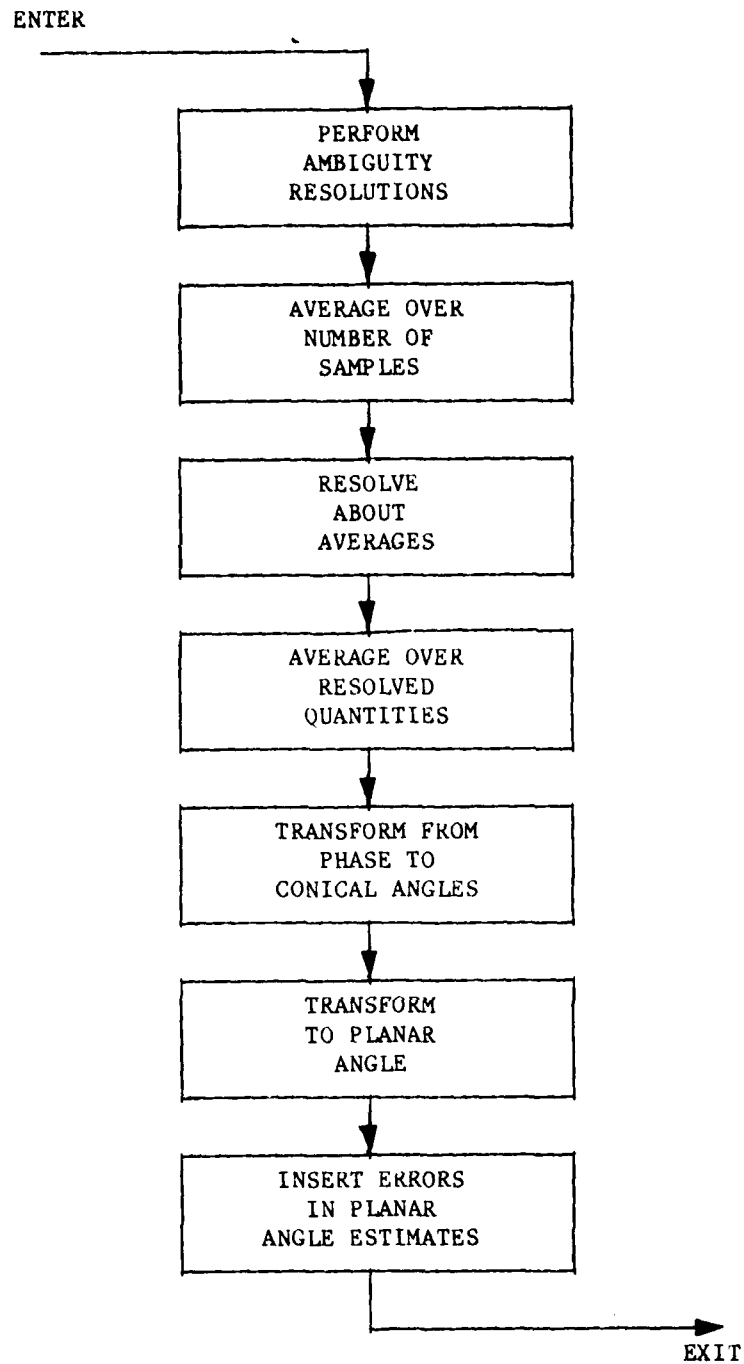 ENTER
PERFORM
AMBIGUITY
RESOLUTIONS
AVERAGE OVER
NUMBER OF
SAMPLES
RESOLVE
ABOUT
AVERAGES
AVERAGE OVER
RESOLVED
QUANTITIES
TRANSFORM FROM
PHASE TO
CONICAL ANGLES
TRANSFORM
TO PLANAR
ANGLE
INSERT ERRORS
IN PLANAR
ANGLE ESTIMATES
EXIT